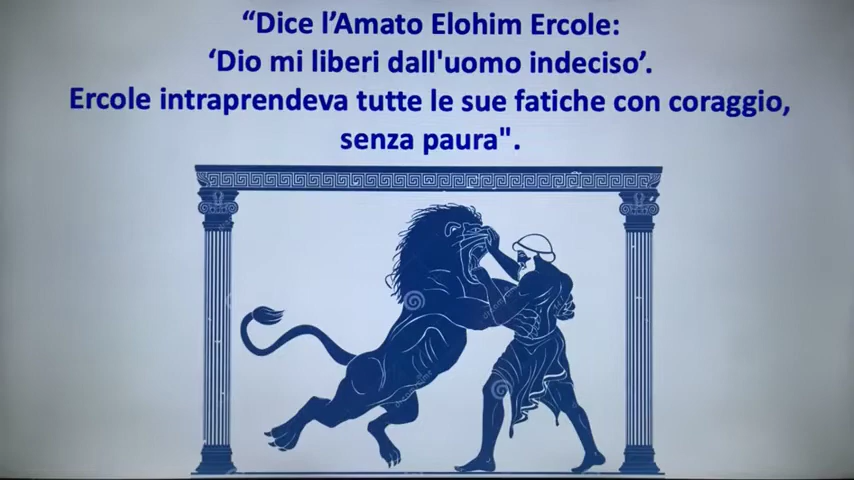 “Dice l’Amato Elohim Ercole:
‘Dio mi liberi dall'uomo indeciso’.
Ercole intraprendeva tutte le sue fatiche con coraggio,
senza paura".
dreamstime